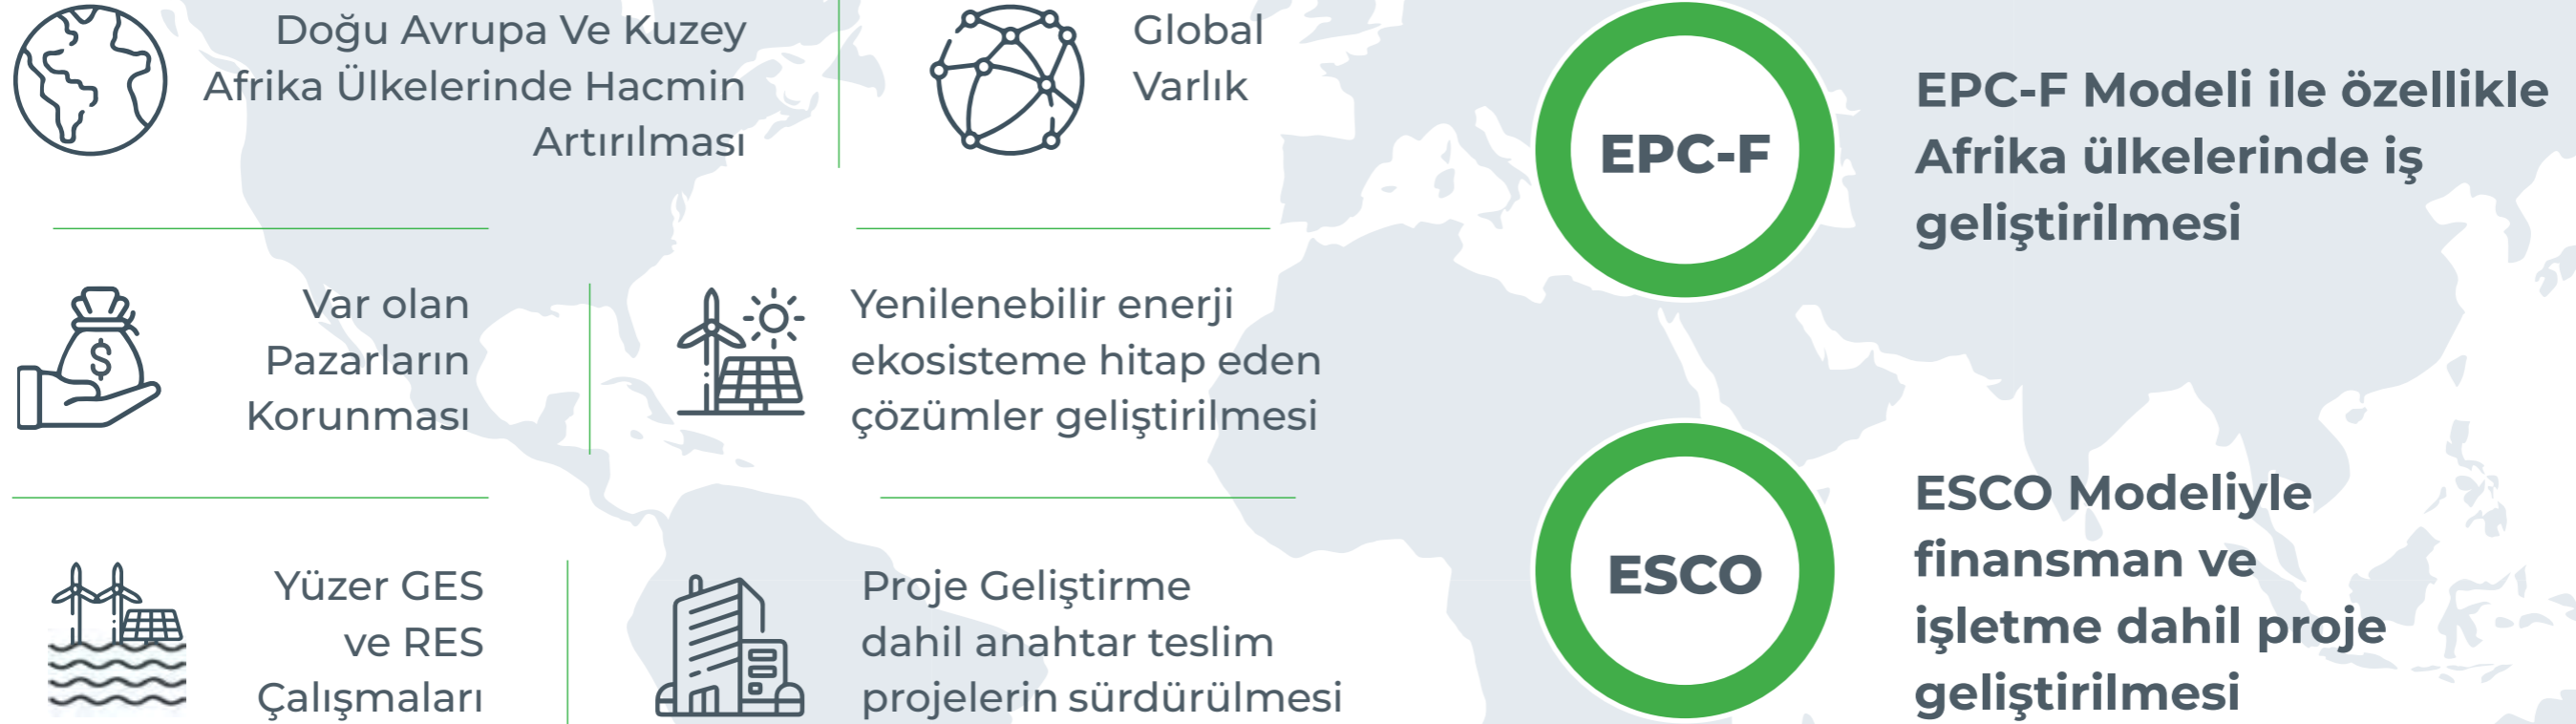 Doğu Avrupa Ve Kuzey
Afrika Ülkelerinde Hacmin
Artırılması
Global
Varlık
Var olan
Pazarların
Korunması
$
Yenilenebilir enerji
ekosisteme hitap eden
çözümler geliştirilmesi
Yüzer GES
ve RES
Çalışmaları
Proje Geliştirme
dahil anahtar teslim
projelerin sürdürülmesi
EPC-F
EPC-F Modeli ile özellikle
Afrika ülkelerinde iş
geliştirilmesi
ESCO
ESCO Modeliyle
finansman ve
işletme dahil proje
geliştirilmesi